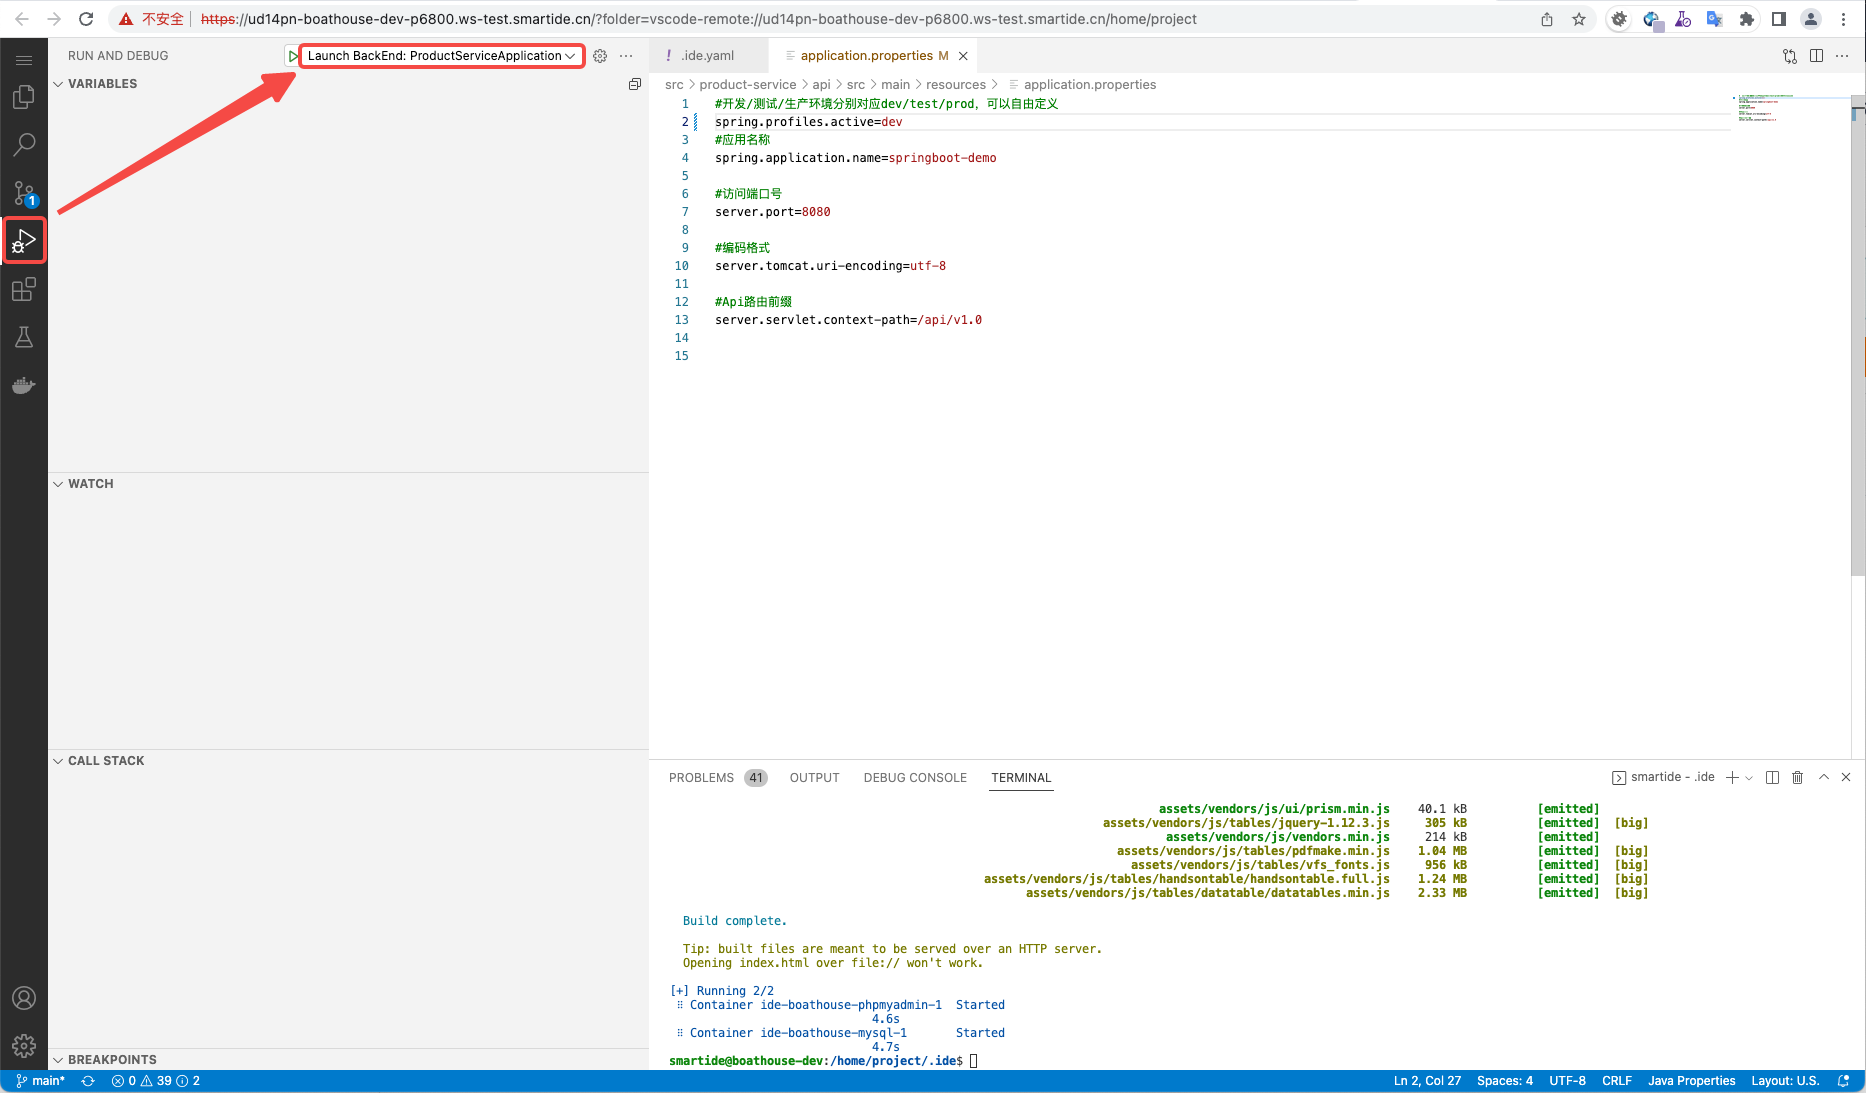 不安全 https://ud14pn-boathouse-dev-p6800.ws-test.smartide.cn/?folder=vscode-remote://ud14pn-boathouse-dev-p6800.ws-test.smartide.cn/home/project
RUN AND DEBUG Launch BackEnd: ProductServiceApplication
VARIABLES
WATCH
CALL STACK
BREAKPOINTS
1
! .ide.yaml application.properties M
src > product-service > api > src > main > resources > application.properties
1 #开发/测试/生产环境分别对应dev/test/prod，可以自由定义
2 spring.profiles.active=dev
3 #应用名称
4 spring.application.name=springboot-demo
5
6 #访问端口号
7 server.port=8080
8
9 #编码格式
10 server.tomcat.uri-encoding=utf-8
11
12 #Api路由前缀
13 server.servlet.context-path=/api/v1.0
14
15
PROBLEMS 41 OUTPUT DEBUG CONSOLE TERMINAL smartide - .ide
assets/vendors/js/ui/prism.min.js 40.1 kB [emitted]
assets/vendors/js/tables/jquery-1.12.3.js 305 kB [emitted] [big]
assets/vendors/js/vendors.min.js 214 kB [emitted]
assets/vendors/js/tables/pdfmake.min.js 1.04 MB [emitted] [big]
assets/vendors/js/tables/vfs_fonts.js 956 kB [emitted] [big]
assets/vendors/js/tables/handsontable/handsontable.full.js 1.24 MB [emitted] [big]
assets/vendors/js/tables/datatable/datatables.min.js 2.33 MB [emitted] [big]
Build complete.
Tip: built files are meant to be served over an HTTP server.
Opening index.html over file:// won't work.
[+] Running 2/2
⠿ Container ide-boathouse-phpmyadmin-1 Started
4.6s
⠿ Container ide-boathouse-mysql-1 Started
4.7s
smartide@boathouse-dev:/home/project/.ide$
main* 0 39 2 Ln 2, Col 27 Spaces: 4 UTF-8 CRLF Java Properties Layout: U.S.